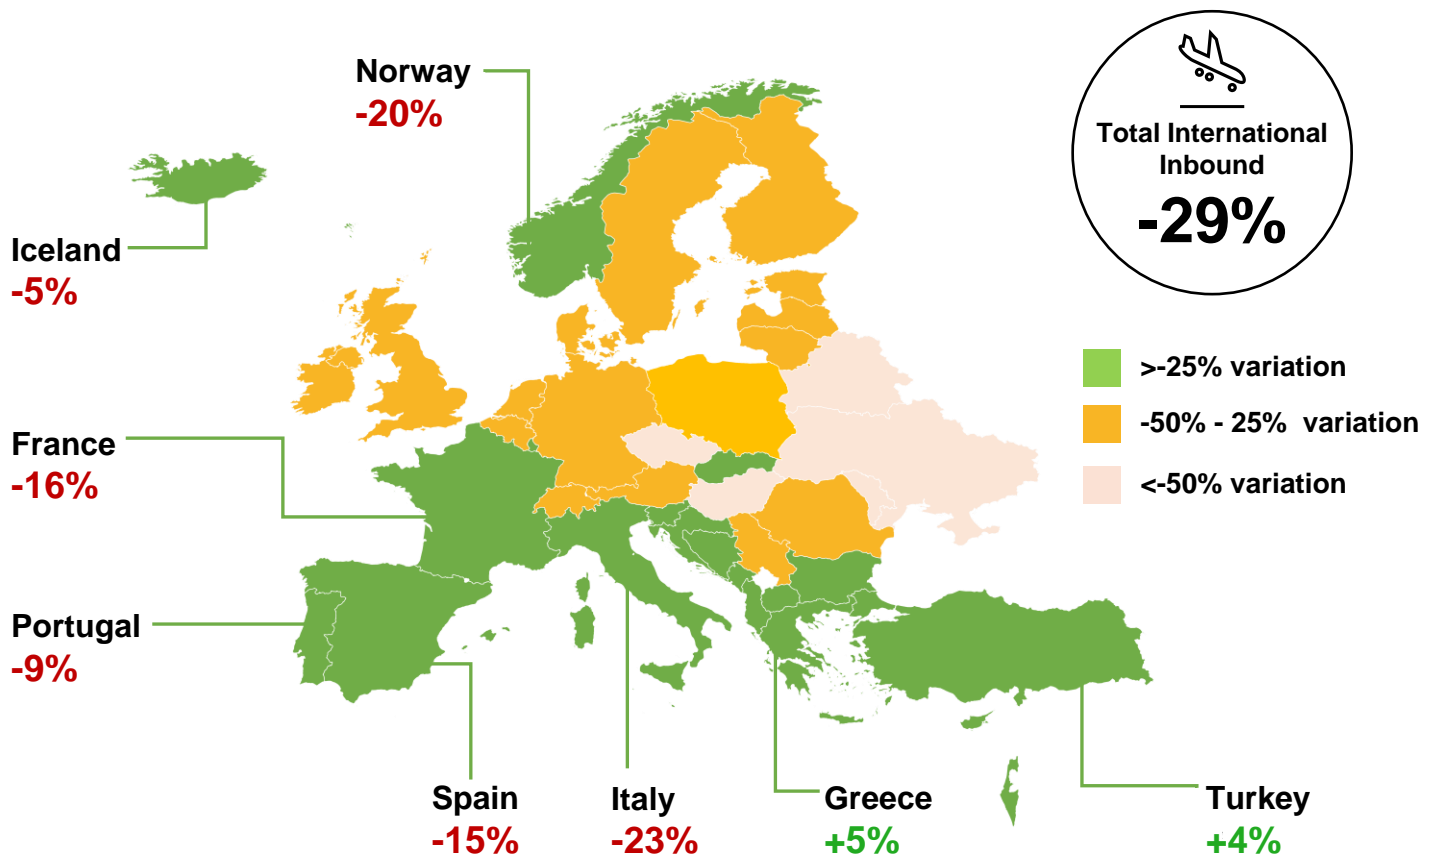 Norway
-20%
Total International
Inbound
-29%
Iceland
-5%
>-25% variation
-50% - 25% variation
<-50% variation
France
-16%
Portugal
-9%
Spain
-15%
Italy
-23%
Greece
+5%
Turkey
+4%